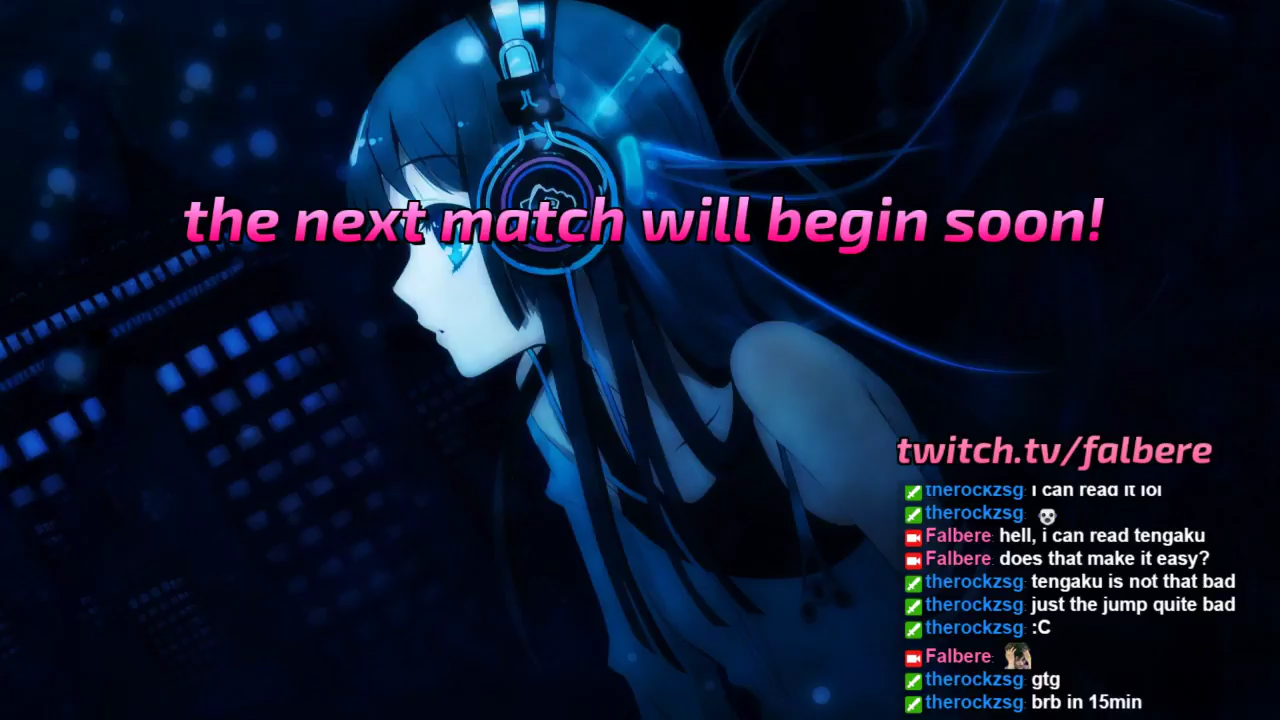 the next match will begin soon!
twitch.tv/falbere
therockzsg: i can read it lol
therockzsg:
Falbere: hell, i can read tengaku
Falbere: does that make it easy?
therockzsg: tengaku is not that bad
therockzsg: just the jump quite bad
therockzsg: :C
Falbere:
therockzsg: gtg
therockzsg: brb in 15min